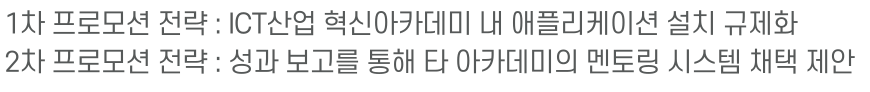 1차 프로모션 전략 : ICT산업 혁신아카데미 내 애플리케이션 설치 규제화
2차 프로모션 전략 : 성과 보고를 통해 타 아카데미의 멘토링 시스템 채택 제안